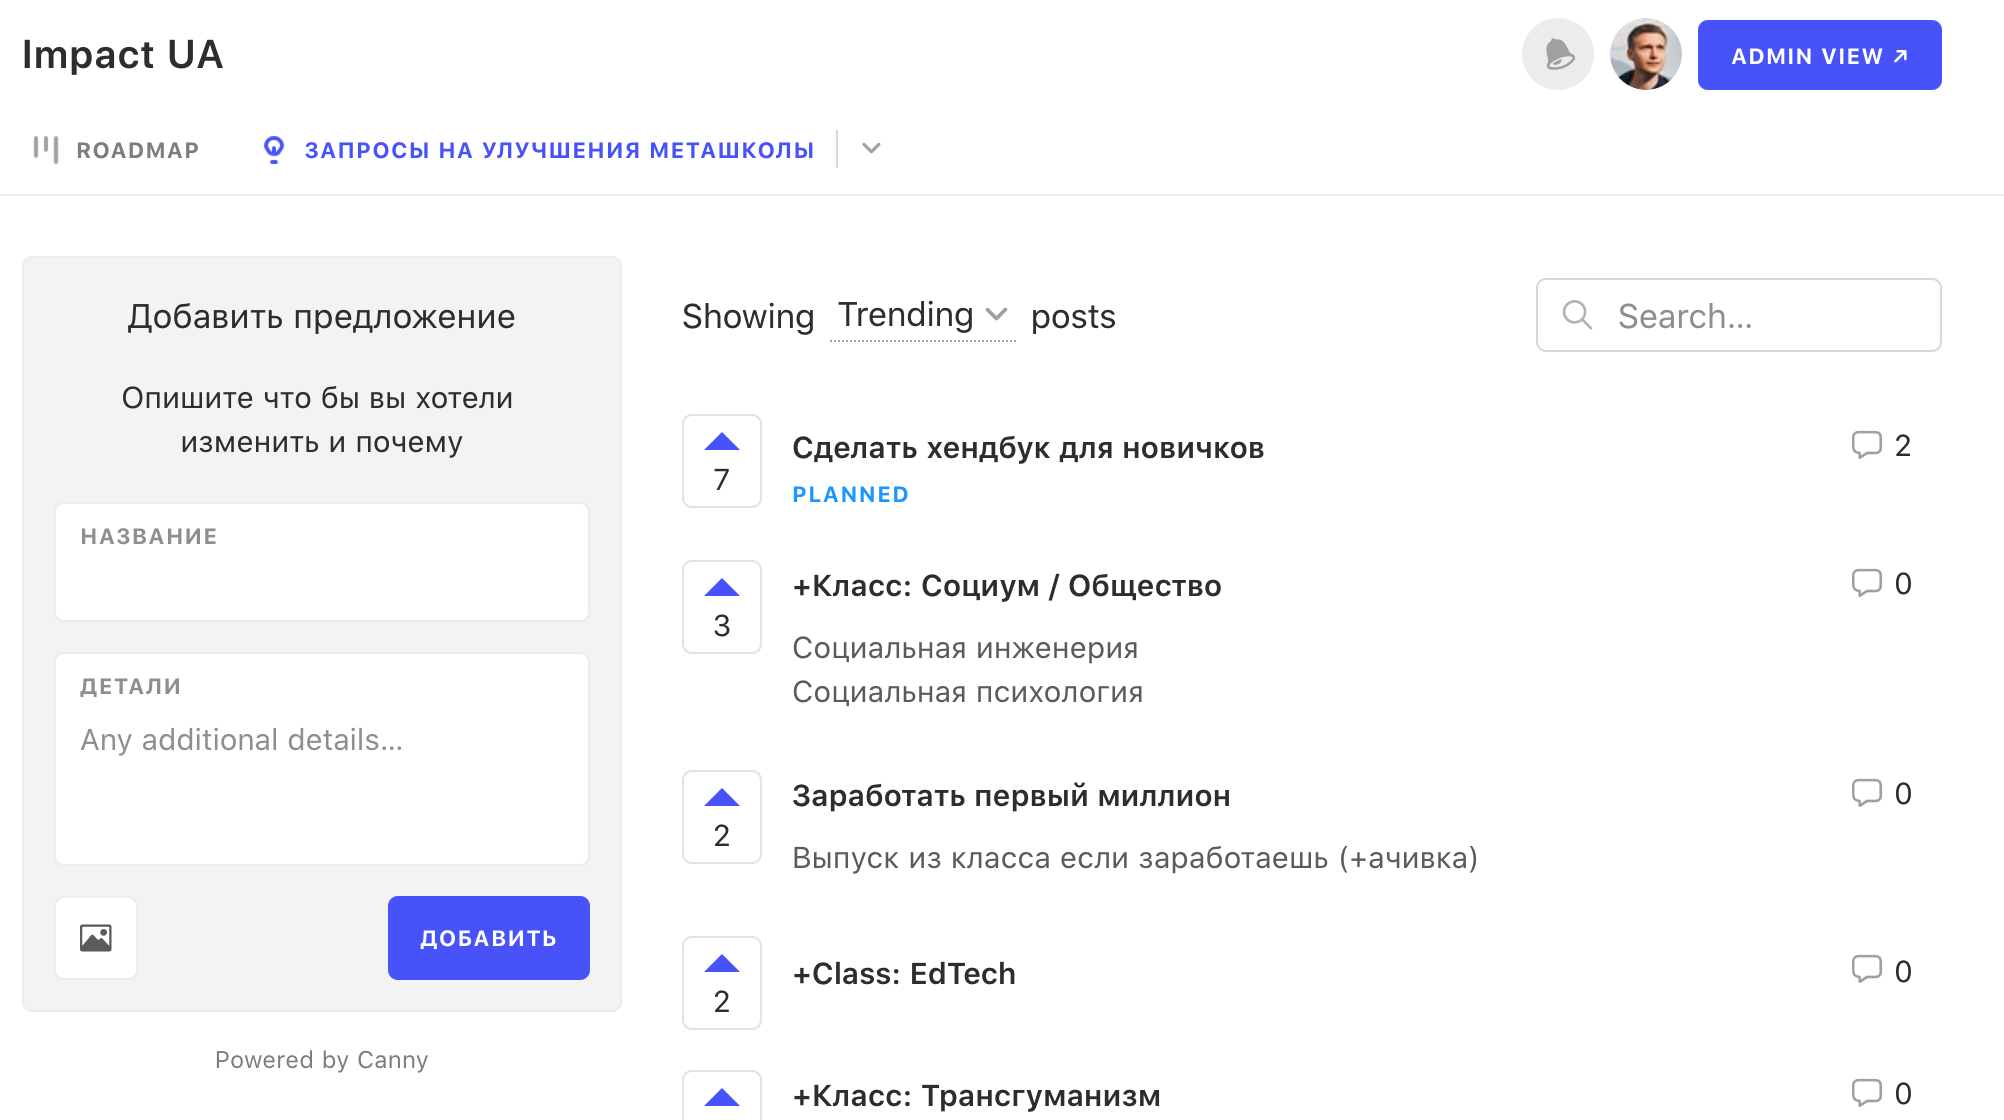 Impact UA
ADMIN VIEW ↗
ROADMAP
ЗАПРОСЫ НА УЛУЧШЕНИЯ МЕТАШКОЛЫ
Добавить предложение
Опишите что бы вы хотели
изменить и почему
НАЗВАНИЕ
ДЕТАЛИ
Any additional details...
ДОБАВИТЬ
Powered by Canny
Showing Trending posts
Search...
7
Сделать хендбук для новичков
2
PLANNED
3
+Класс: Социум / Общество
0
Социальная инженерия
Социальная психология
2
Заработать первый миллион
0
Выпуск из класса если заработаешь (+ачивка)
2
+Class: EdTech
0
+Класс: Трансгуманизм
0